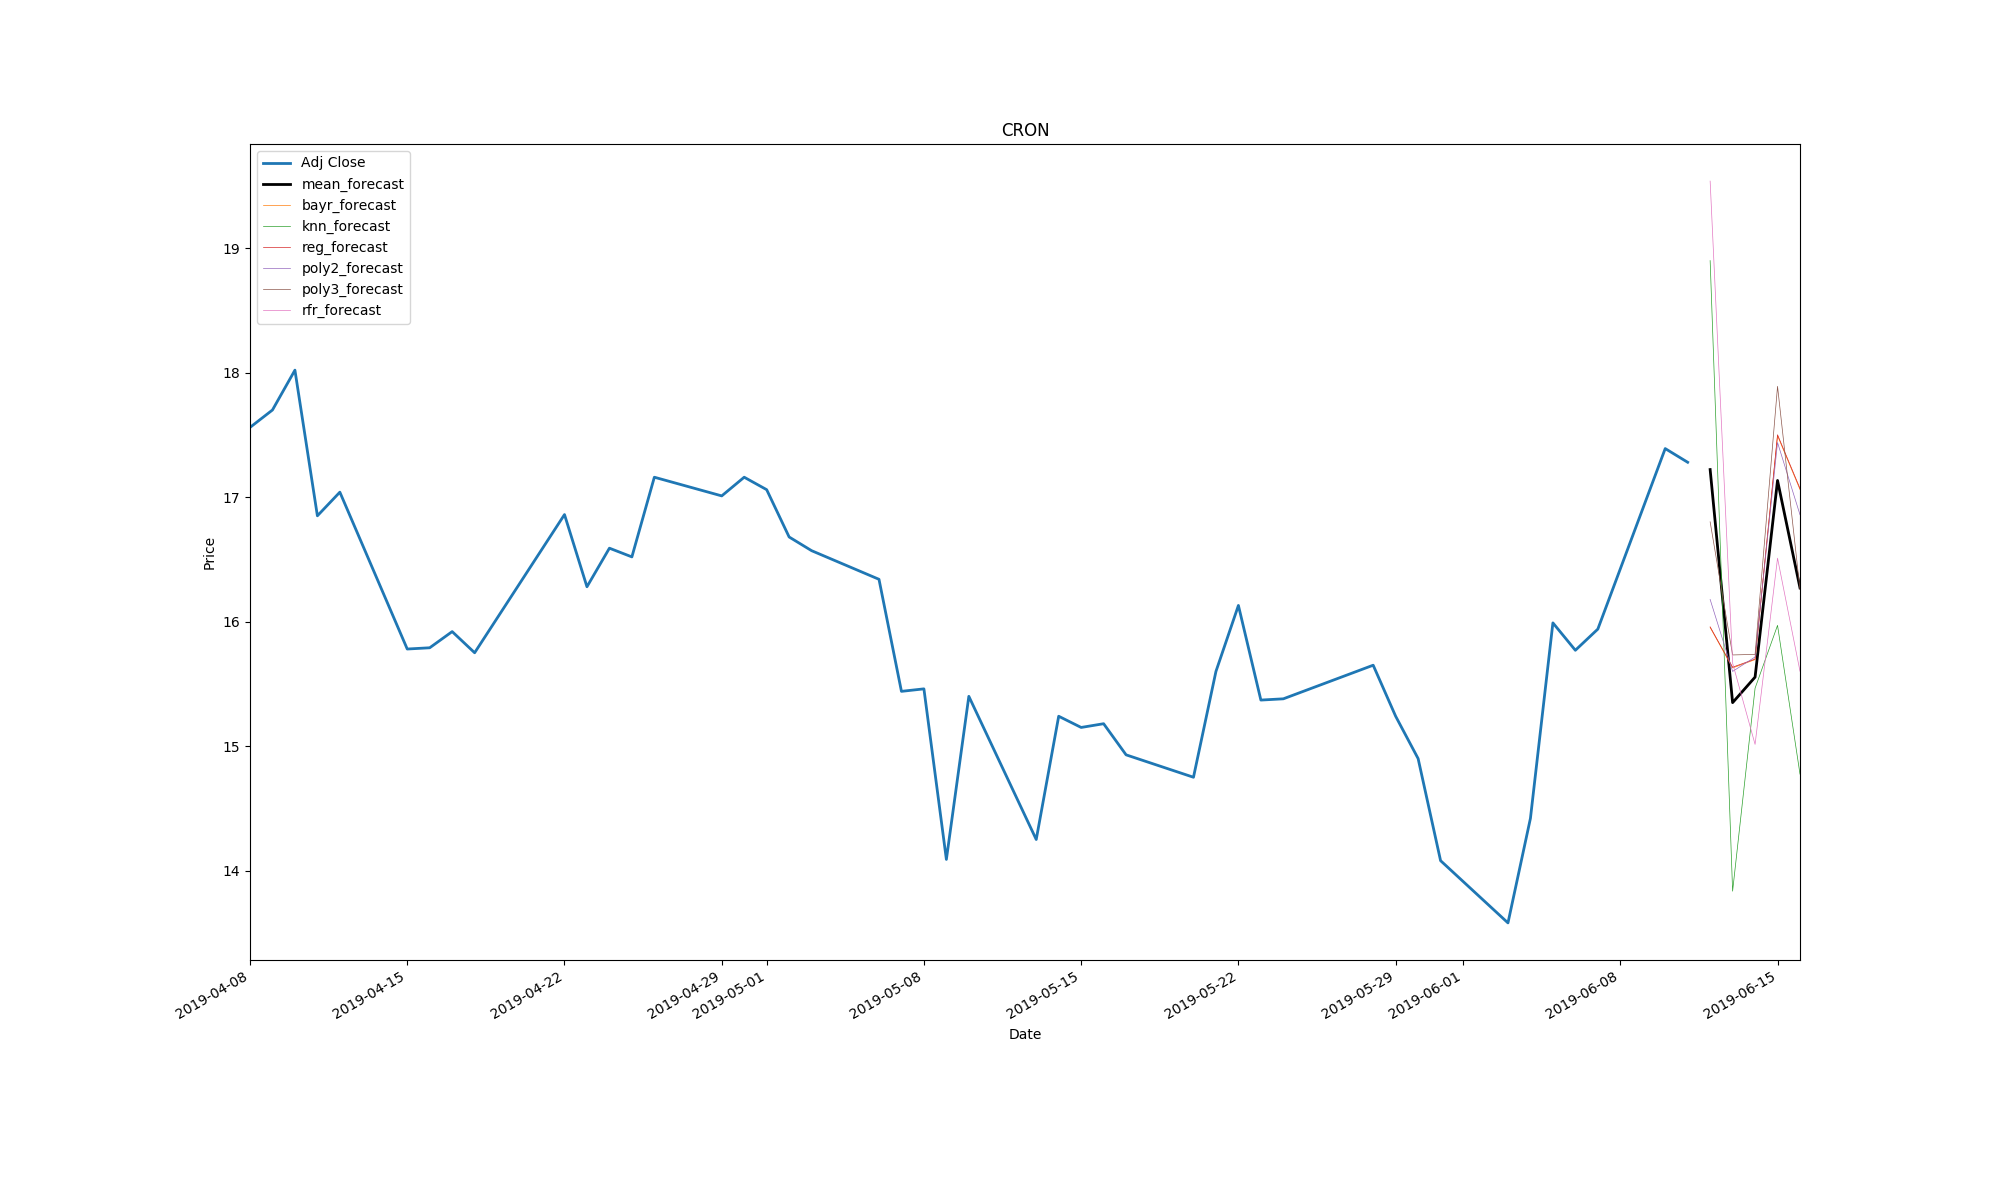 CRON
Adj Close
mean_forecast
bayr_forecast
knn_forecast
reg_forecast
poly2_forecast
poly3_forecast
rfr_forecast
19
18
17
16
15
14
Price
2019-04-08
2019-04-15
2019-04-22
2019-04-29
2019-05-01
2019-05-08
2019-05-15
2019-05-22
2019-05-29
2019-06-01
2019-06-08
2019-06-15
Date